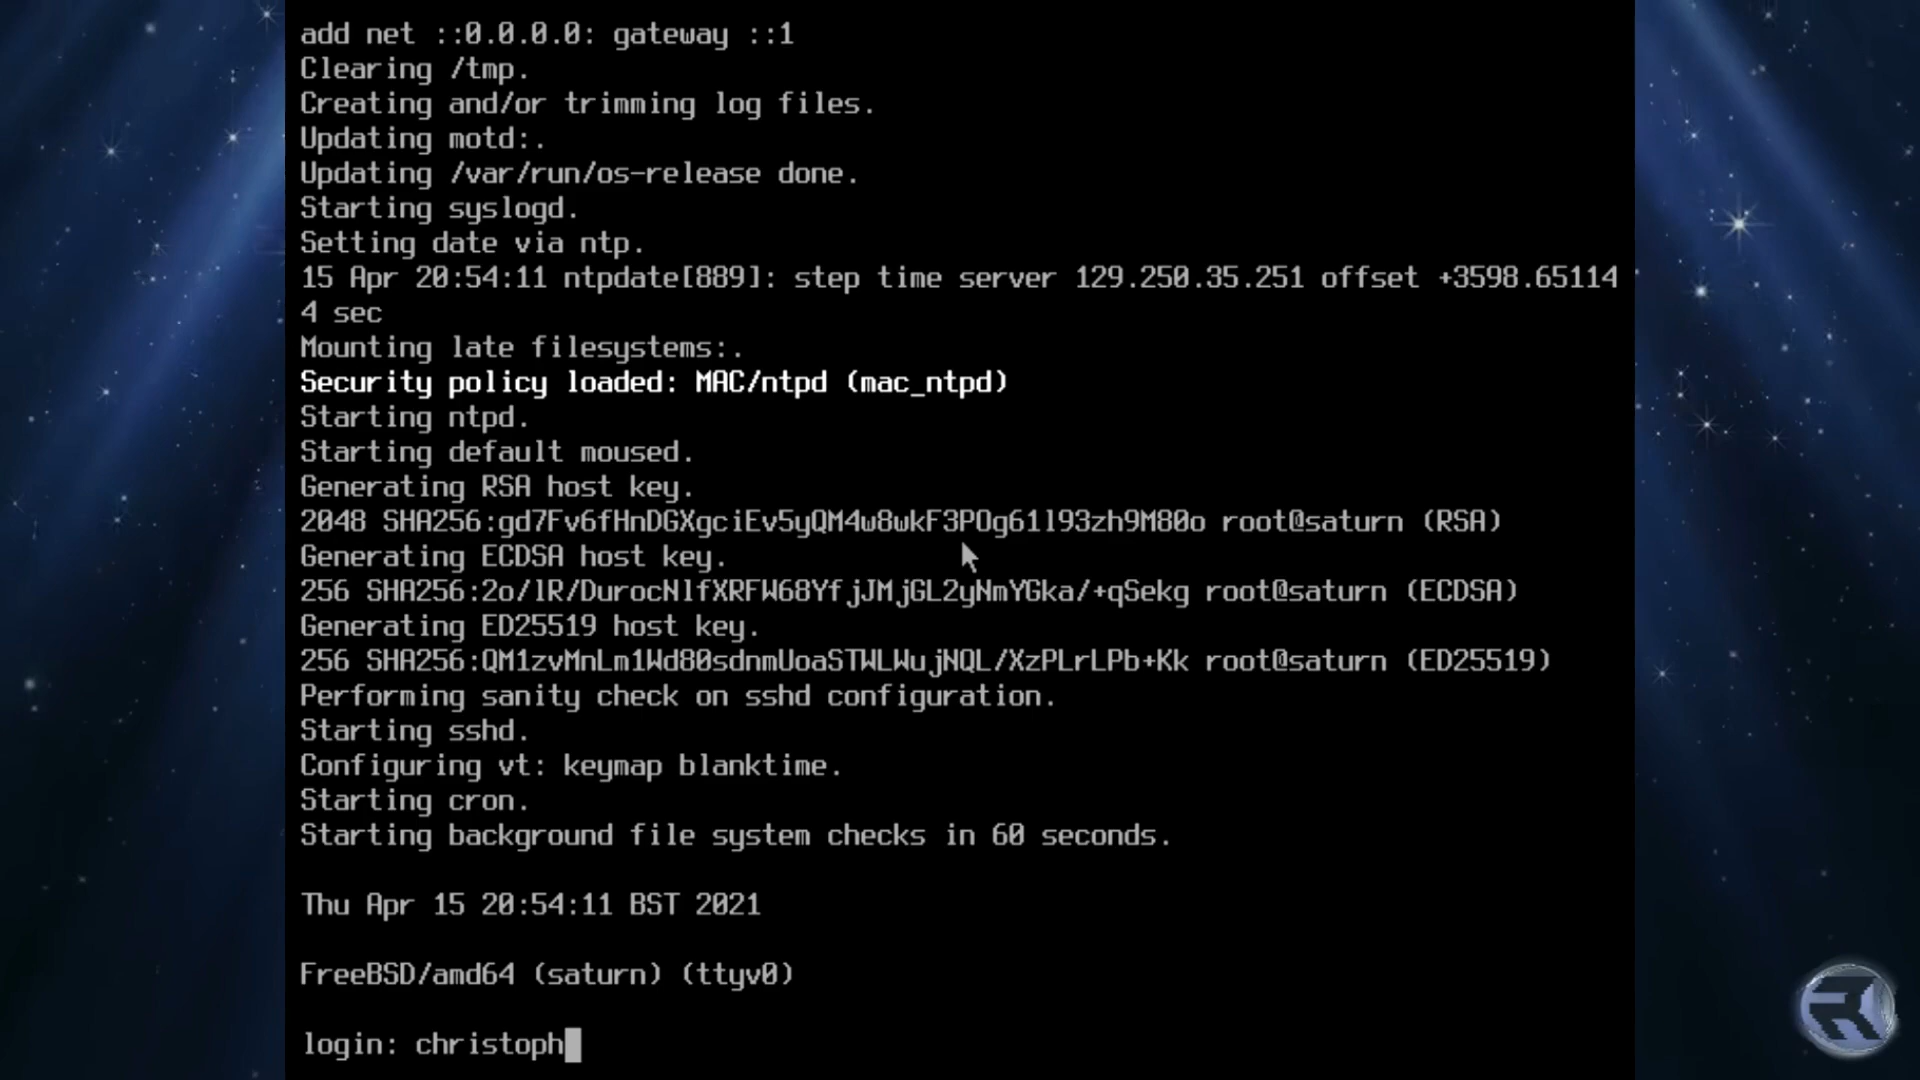 add net ::0.0.0.0: gateway ::1
Clearing /tmp.
Creating and/or trimming log files.
Updating motd:.
Updating /var/run/os-release done.
Starting syslogd.
Setting date via ntp.
15 Apr 20:54:11 ntpdate[889]: step time server 129.250.35.251 offset +3598.65114
4 sec
Mounting late filesystems:.
Security policy loaded: MAC/ntpd (mac_ntpd)
Starting ntpd.
Starting default moused.
Generating RSA host key.
2048 SHA256:gd7Fv6fHnDGXgciEv5yQM4w8wkF3POg61l93zh9M80o root@saturn (RSA)
Generating ECDSA host key.
256 SHA256:2o/lR/DurocNlfXRFW68YfjJMjGL2yNmYGka/+qSekg root@saturn (ECDSA)
Generating ED25519 host key.
256 SHA256:QM1zvMnLm1Wd80sdnmUoaSTWLWujNQL/XzPLrLPb+Kk root@saturn (ED25519)
Performing sanity check on sshd configuration.
Starting sshd.
Configuring vt: keymap blanktime.
Starting cron.
Starting background file system checks in 60 seconds.
Thu Apr 15 20:54:11 BST 2021
FreeBSD/amd64 (saturn) (ttyv0)
login: christoph